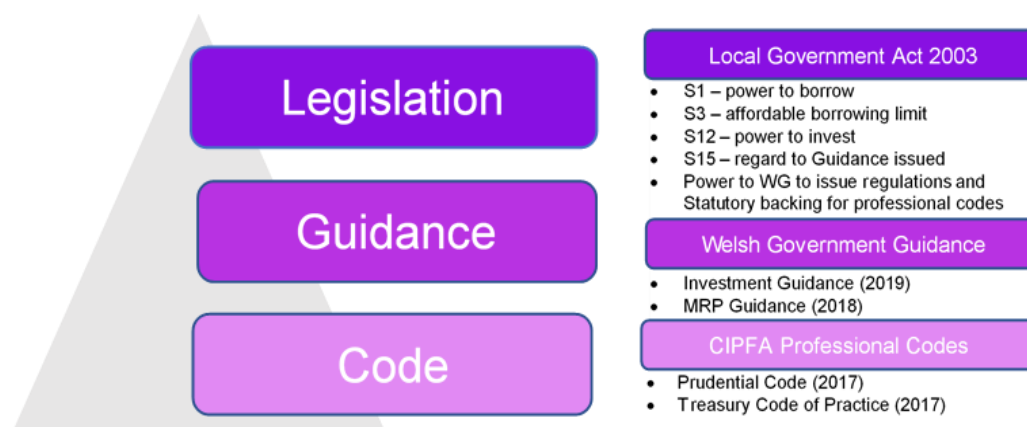 Legislation
Local Government Act 2003
• S1 – power to borrow
• S3 – affordable borrowing limit
• S12 – power to invest
• S15 – regard to Guidance issued
• Power to WG to issue regulations and
Statutory backing for professional codes
Guidance
Welsh Government Guidance
• Investment Guidance (2019)
• MRP Guidance (2018)
Code
CIPFA Professional Codes
• Prudential Code (2017)
• Treasury Code of Practice (2017)